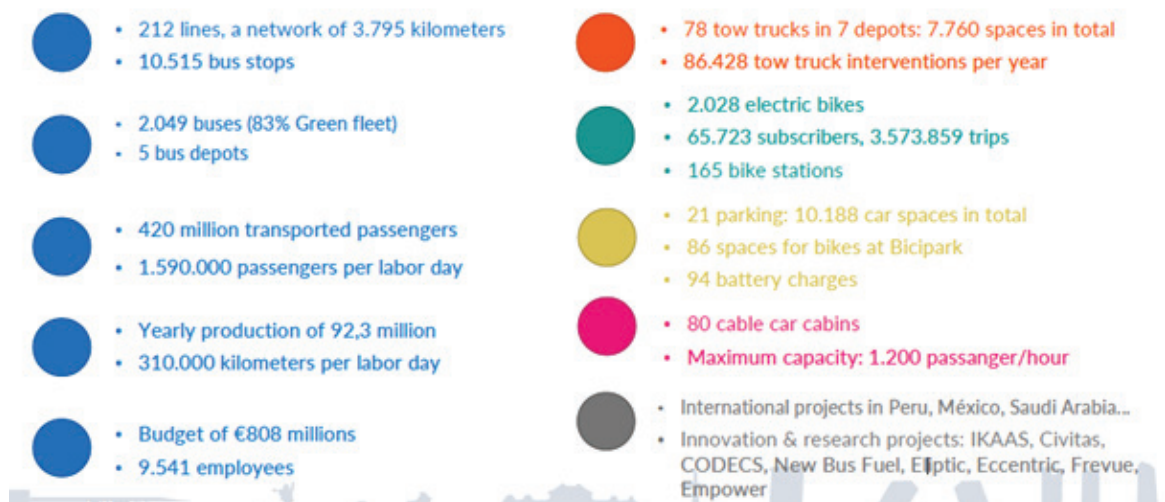 212 lines, a network of 3.795 kilometers
10.515 bus stops
2.049 buses (83% Green fleet)
5 bus depots
420 million transported passengers
1.590.000 passengers per labor day
Yearly production of 92,3 million
310.000 kilometers per labor day
Budget of €808 millions
9.541 employees
78 tow trucks in 7 depots: 7.760 spaces in total
86.428 tow truck interventions per year
2.028 electric bikes
65.723 subscribers, 3.573.859 trips
165 bike stations
21 parking: 10.188 car spaces in total
86 spaces for bikes at Bicipark
94 battery charges
80 cable car cabins
Maximum capacity: 1.200 passanger/hour
International projects in Peru, México, Saudi Arabia...
Innovation & research projects: IKAAS, Civitas,
CODECS, New Bus Fuel, Eliptic, Eccentric, Frevue,
Empower